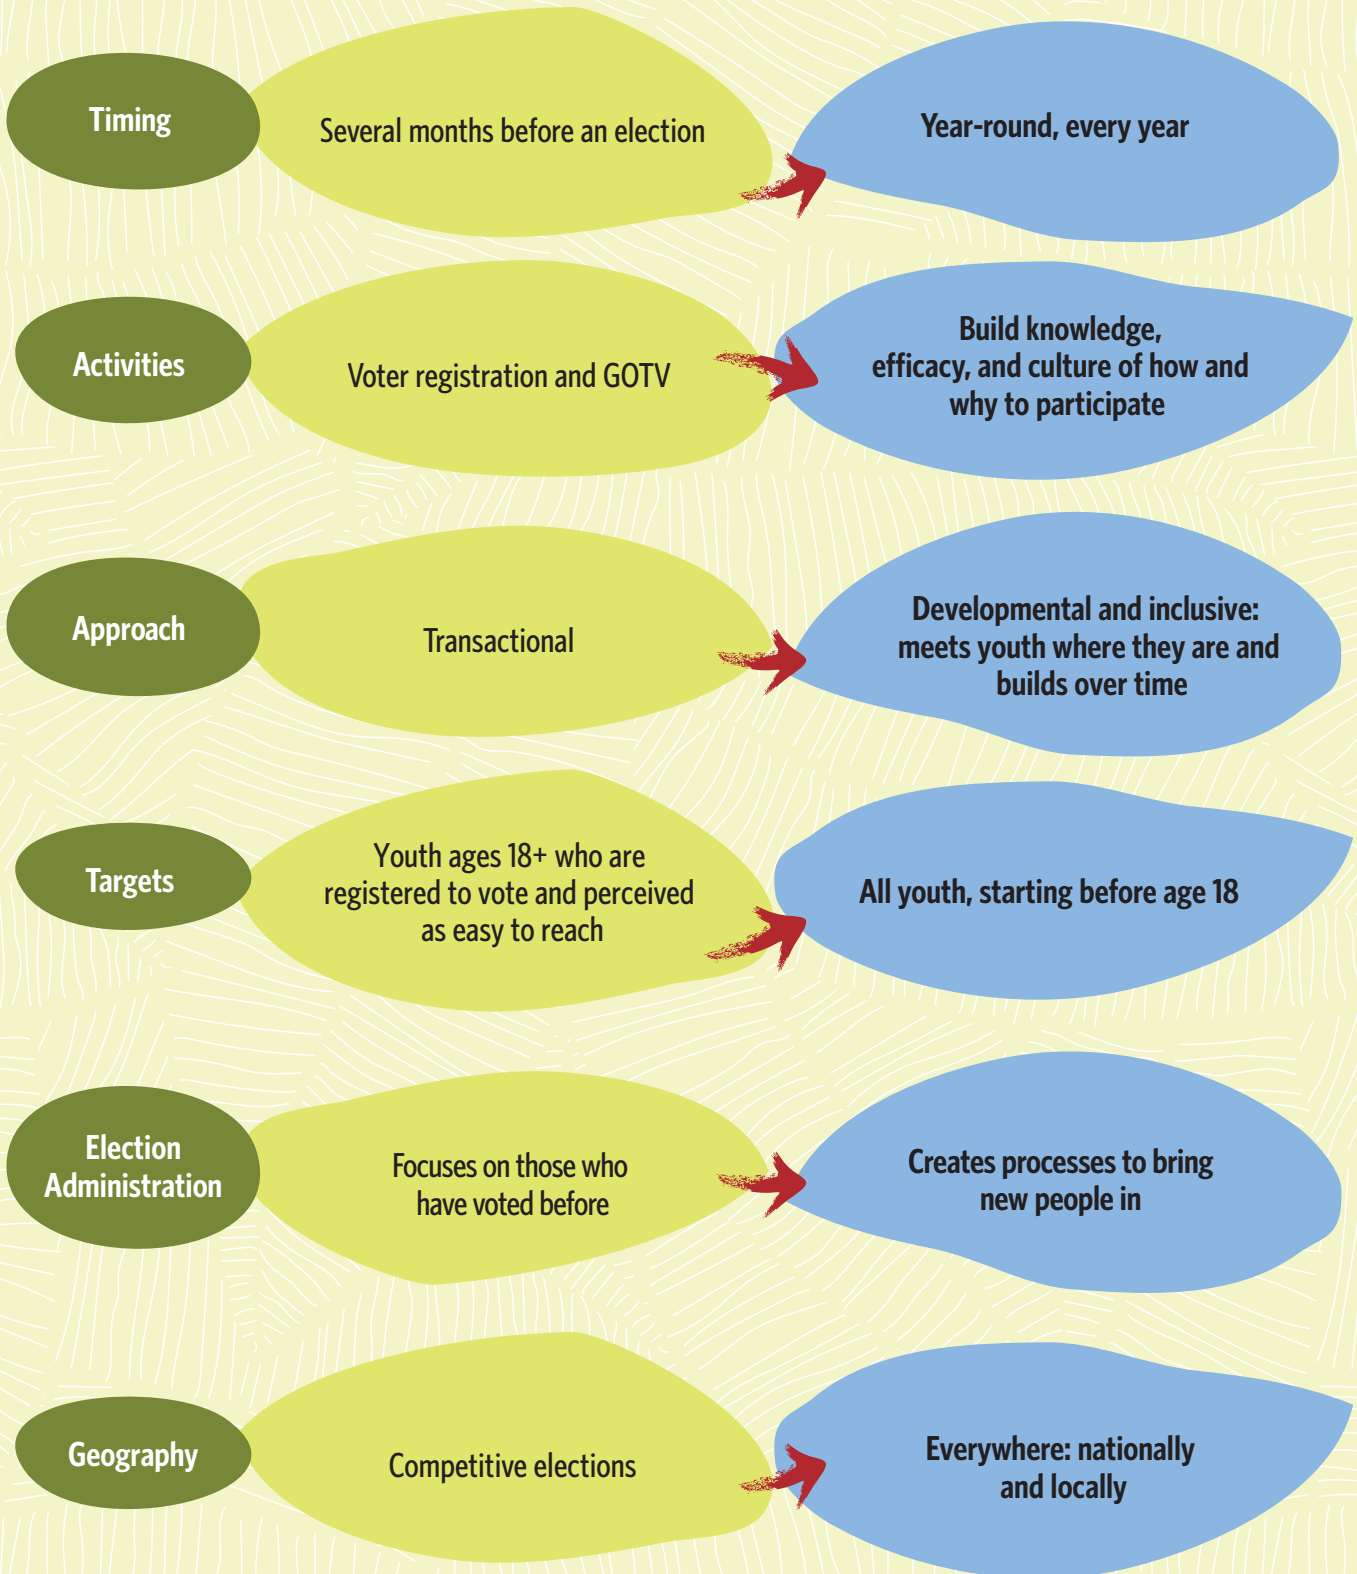 Timing
Several months before an election
Year-round, every year
Activities
Voter registration and GOTV
Build knowledge,
efficacy, and culture of how and
why to participate
Approach
Transactional
Developmental and inclusive:
meets youth where they are and
builds over time
Targets
Youth ages 18+ who are
registered to vote and perceived
as easy to reach
All youth, starting before age 18
Election
Administration
Focuses on those who
have voted before
Creates processes to bring
new people in
Geography
Competitive elections
Everywhere: nationally
and locally